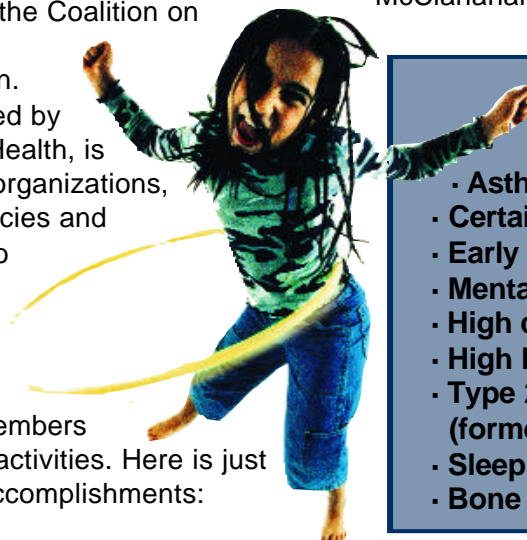 the Coalition on
n.
ed by
Health, is
organizations,
cies and
o
embers
activities. Here is just
ccomplishments:
McClanahan
· Asth
· Certai
· Early
· Menta
· High
· High
· Type
(forme
· Sleep
· Bone